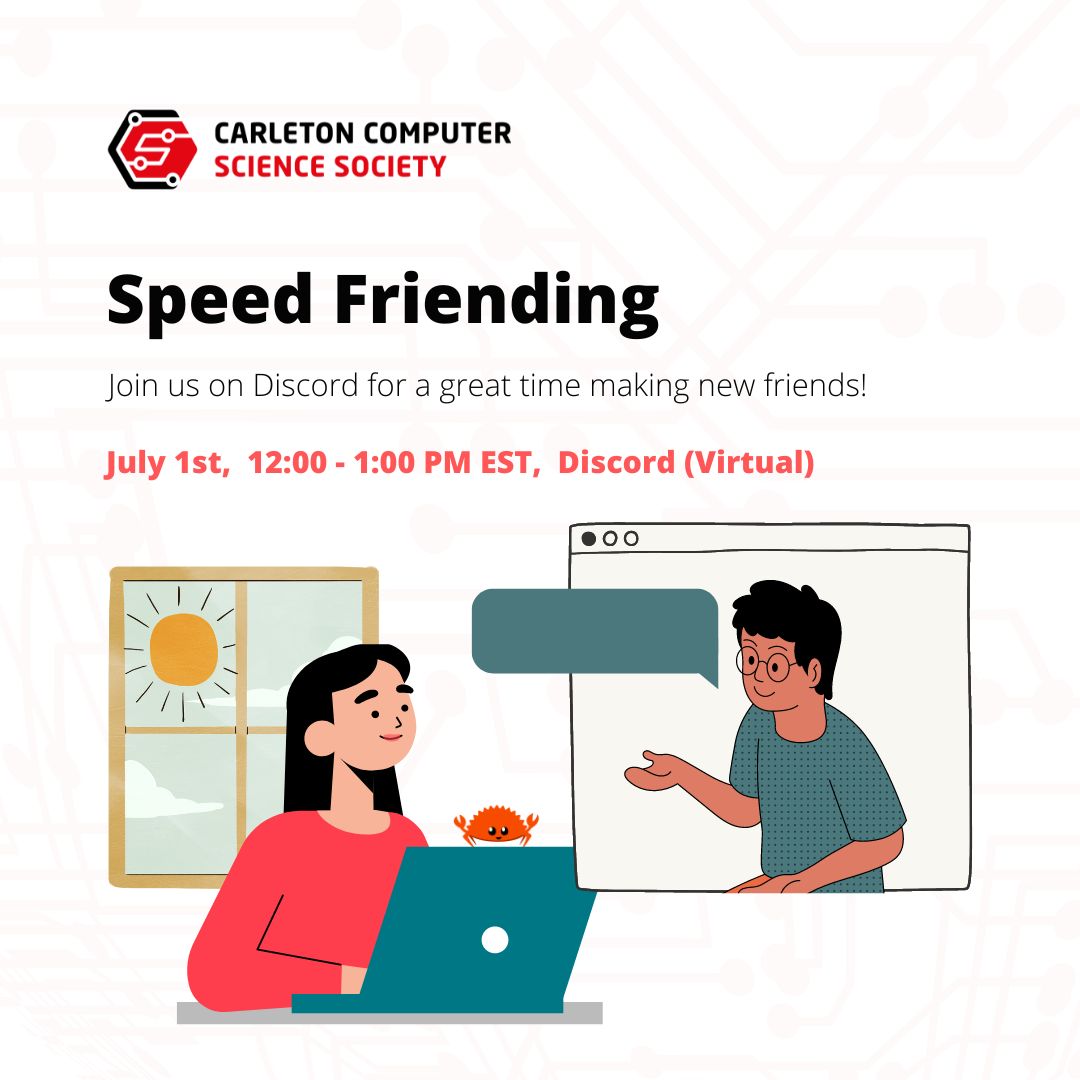 CARLETON COMPUTER
SCIENCE SOCIETY
Speed Friending
Join us on Discord for a great time making new friends!
July 1st, 12:00 - 1:00 PM EST, Discord (Virtual)